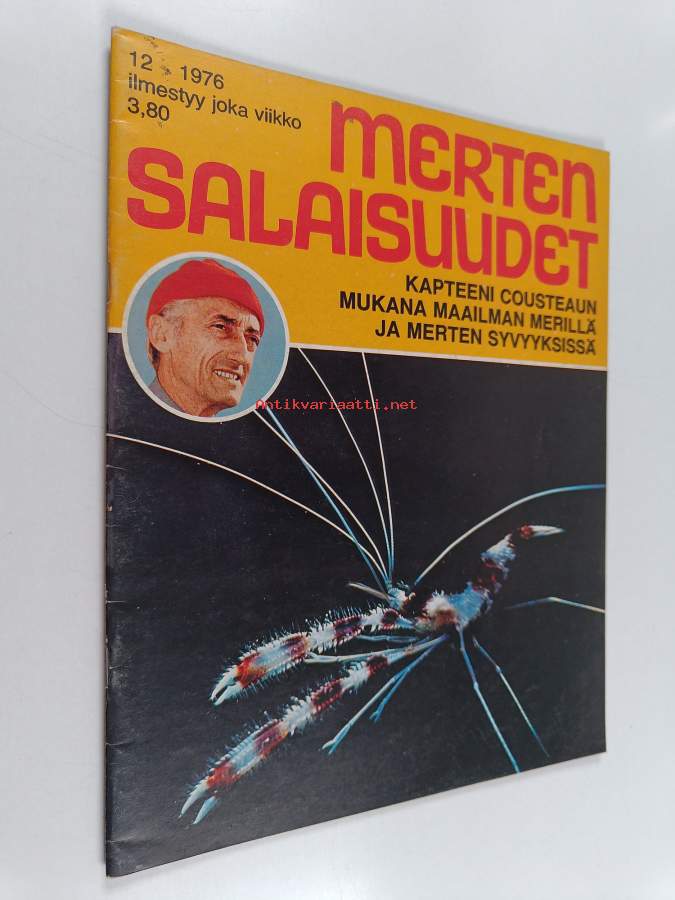 12 - 1976
ilmestyy joka viikko
3,80
MERTEN
SALAISUUDET
KAPTEENI COUSTEAUN
MUKANA MAAILMAN MERILLÄ
JA MERTEN SYVYYKSISSÄ
Antikvariaatti.net